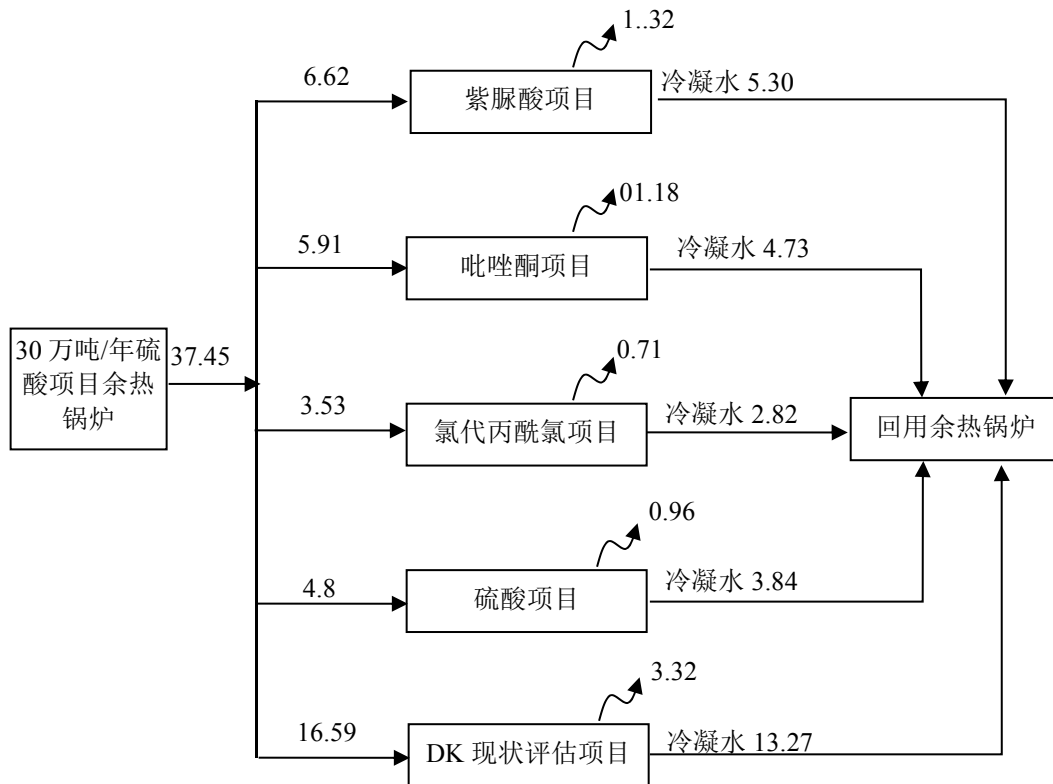 1..32
6.62
紫脲酸项目
冷凝水 5.30
01.18
5.91
吡唑酮项目
冷凝水 4.73
30 万吨/年硫
酸项目余热
锅炉
37.45
0.71
3.53
氯代丙酰氯项目
冷凝水 2.82
回用余热锅炉
0.96
4.8
硫酸项目
冷凝水 3.84
3.32
16.59
DK 现状评估项目
冷凝水 13.27